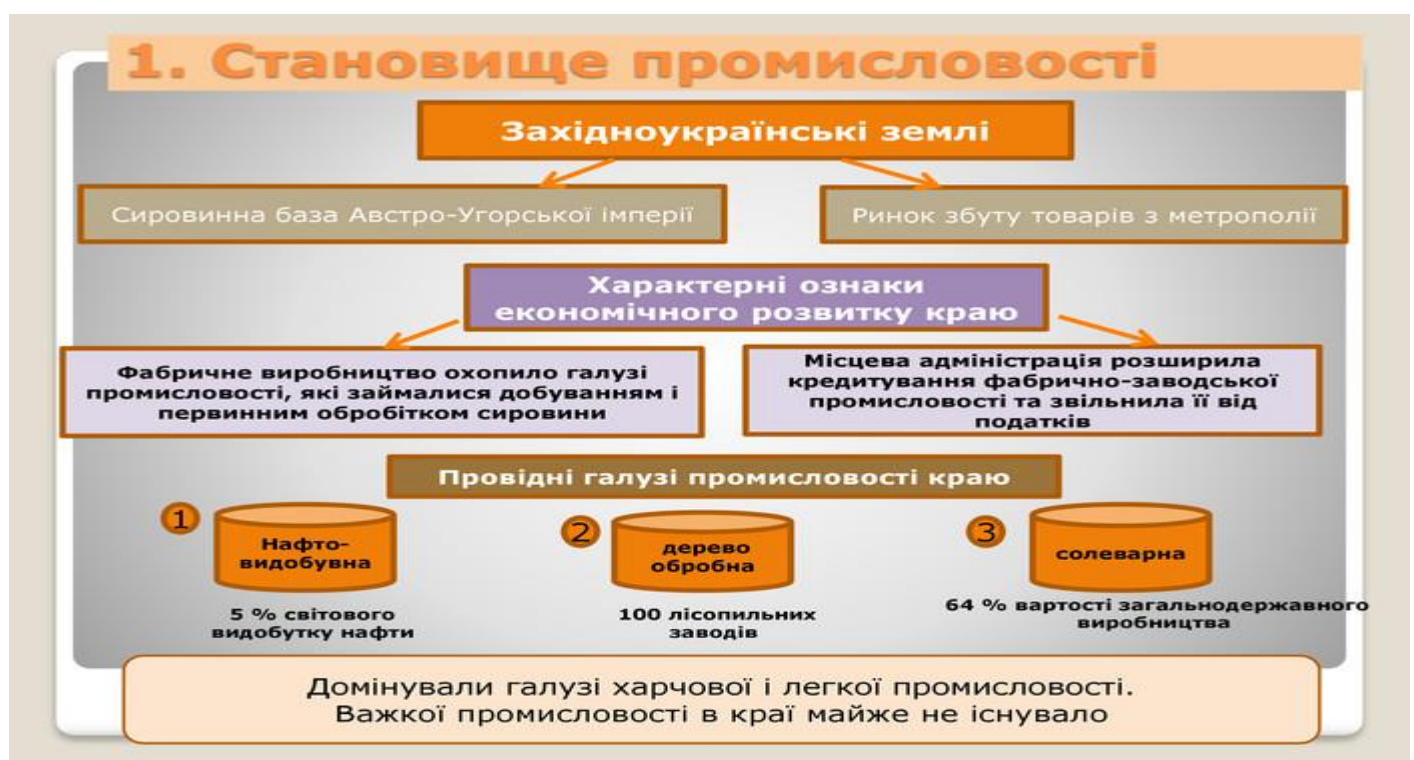 1. Становище промисловості
Західноукраїнські землі
Сировинна база Австро-Угорської імперії
Ринок збуту товарів з метрополії
Характерні ознаки
економічного розвитку краю
Фабричне виробництво охопило галузі
промисловості, які займалися добуванням і
первинним обробітком сировини
Місцева адміністрація розширила
кредитування фабрично-заводської
промисловості та звільнила її від
податків
Провідні галузі промисловості краю
1
Нафто-
видобувна
5 % світового
видобутку нафти
2
дерево
обробна
100 лісопильних
заводів
3
солеварна
64 % вартості загальнодержавного
виробництва
Домінували галузі харчової і легкої промисловості.
Важкої промисловості в краї майже не існувало